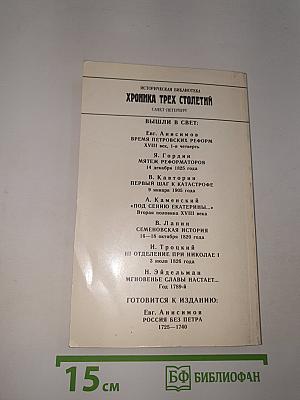 ИСТОРИЧЕСКАЯ БИБЛИОТЕКА
ХРОНИКА ТРЕХ СТОЛЕТИЙ
САНКТ-ПЕТЕРБУРГ
ВЫШЛИ В СВЕТ:
Евг. Анисимов
ВРЕМЯ ПЕТРОВСКИХ РЕФОРМ
XVIII век, 1-я четверть
Я. Гордин
МЯТЕЖ РЕФОРМАТОРОВ
14 декабря 1825 года
В. Кавторин
ПЕРВЫЙ ШАГ К КАТАСТРОФЕ
9 января 1905 года
А. Каменский
«ПОД СЕНИЮ ЕКАТЕРИНЫ...»
Вторая половина XVIII века
В. Лапин
СЕМЕНОВСКАЯ ИСТОРИЯ
16—18 октября 1820 года
И. Троцкий
III ОТДЕЛЕНИЕ ПРИ НИКОЛАЕ I
3 июля 1826 года
Н. Эйдельман
МГНОВЕНЬЕ СЛАВЫ НАСТАЕТ...
Год 1789-й
ГОТОВИТСЯ К ИЗДАНИЮ:
Евг. Анисимов
РОССИЯ БЕЗ ПЕТРА
1725—1740
15 см
БФ БИБЛИОФАН